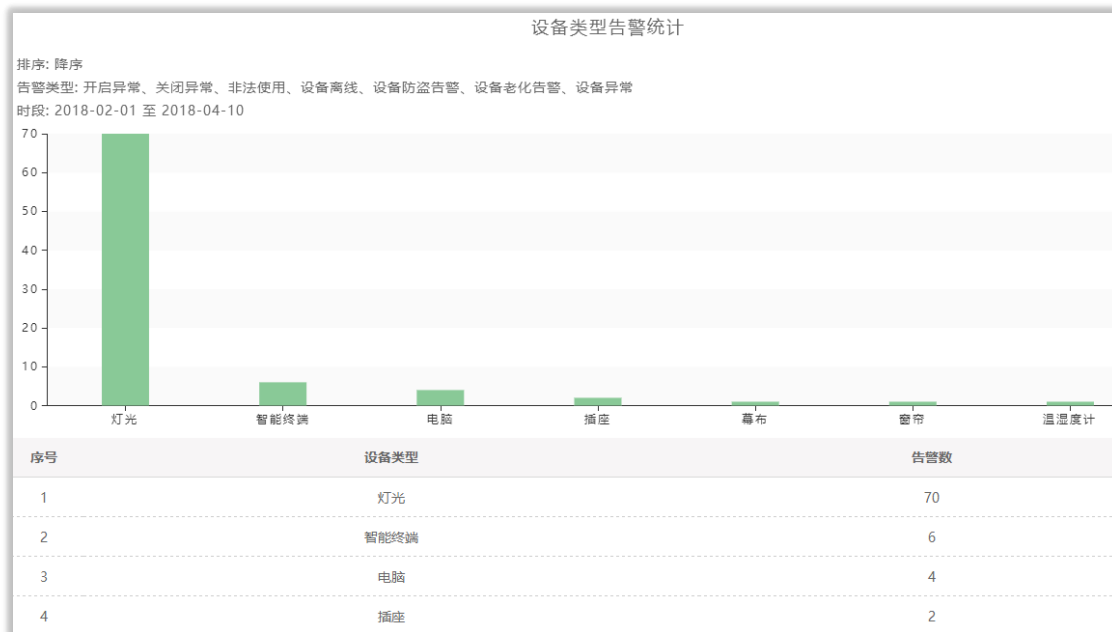 设备类型告警统计
排序: 降序
告警类型: 开启异常、关闭异常、非法使用、设备离线、设备防盗告警、设备老化告警、设备异常
时段: 2018-02-01 至 2018-04-10
70
60
50
40
30
20
10
0
灯光 智能终端 电脑 插座 幕布 窗帘 温湿度计
序号 设备类型 告警数
1 灯光 70
2 智能终端 6
3 电脑 4
4 插座 2